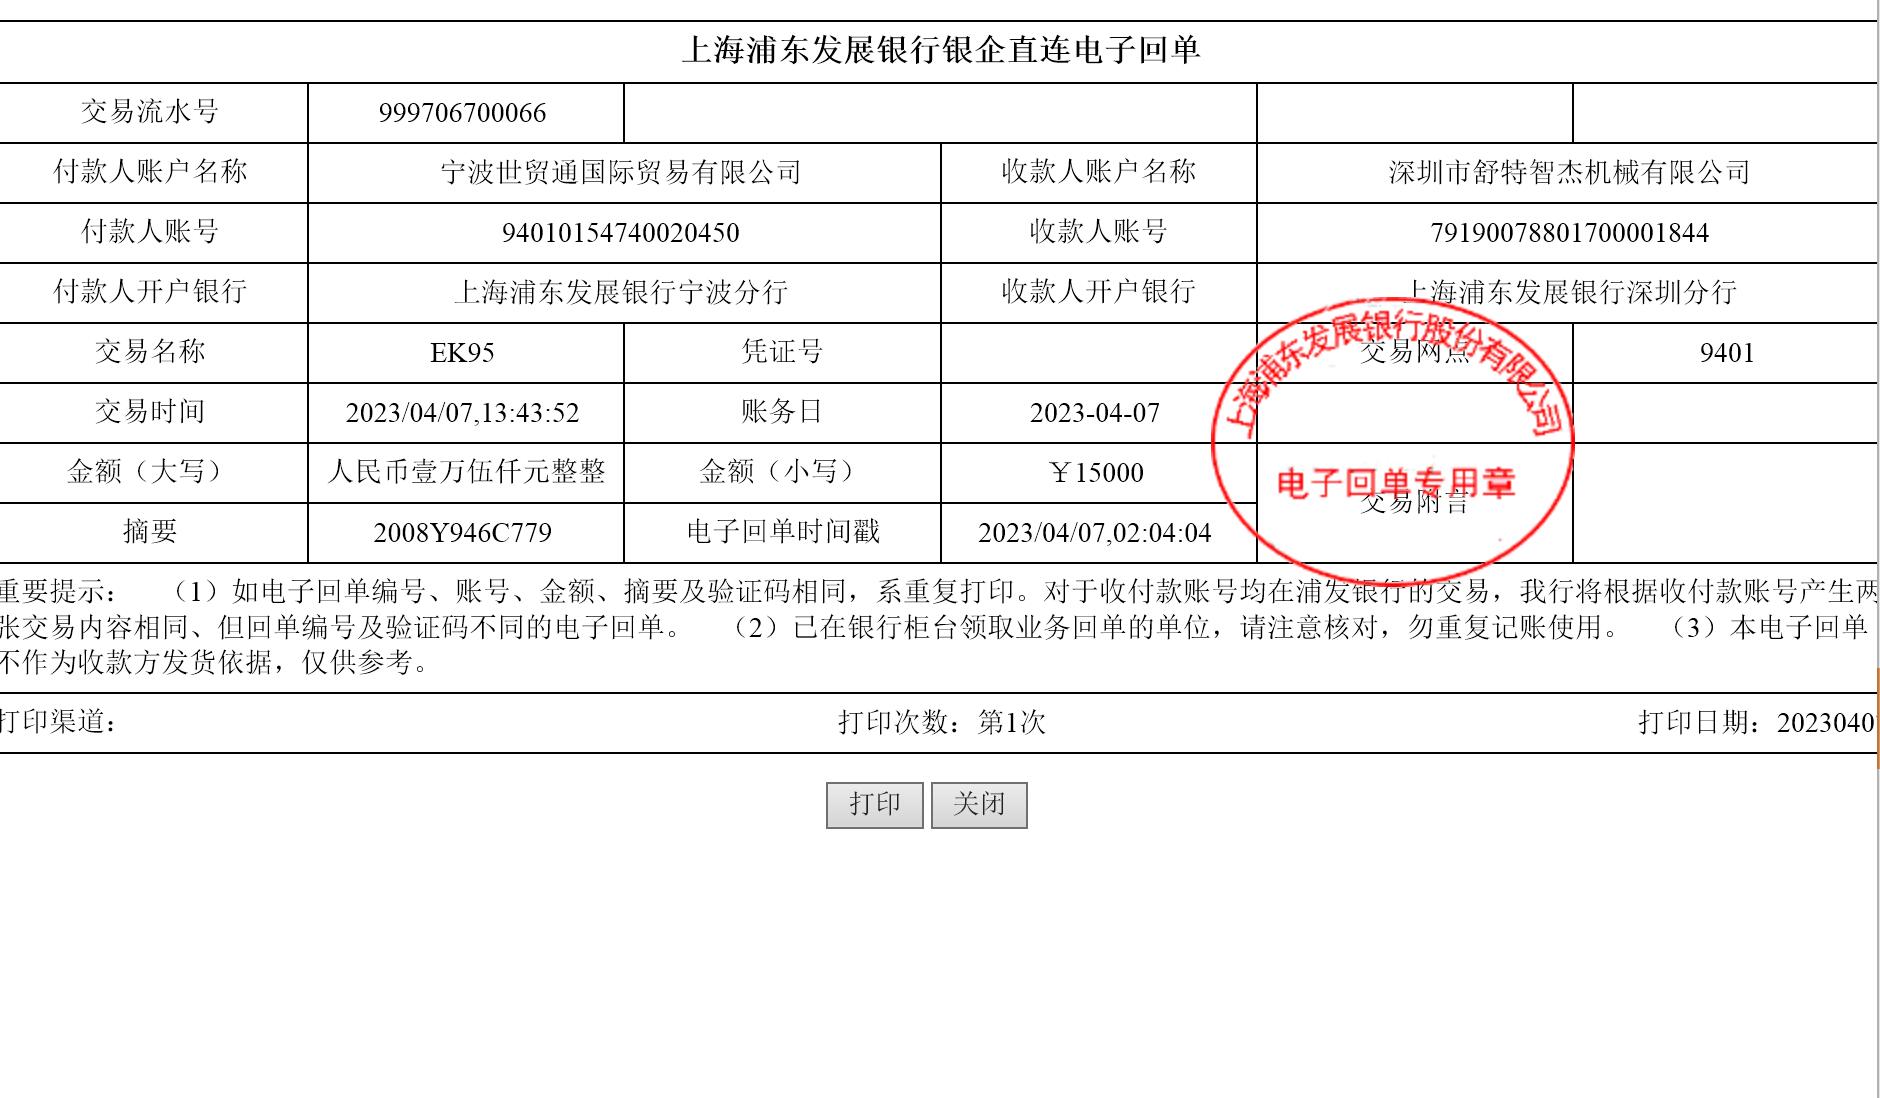 上海浦东发展银行银企直连电子回单
交易流水号 999706700066
付款人账户名称 宁波世贸通国际贸易有限公司 收款人账户名称 深圳市舒特智杰机械有限公司
付款人账号 94010154740020450 收款人账号 79190078801700001844
付款人开户银行 上海浦东发展银行宁波分行 收款人开户银行 上海浦东发展银行深圳分行
交易名称 EK95 凭证号 交易网点 9401
交易时间 2023/04/07,13:43:52 账务日 2023-04-07
金额（大写） 人民币壹万伍仟元整整 金额（小写） ￥15000
交易附言
摘要 2008Y946C779 电子回单时间戳 2023/04/07,02:04:04
上海浦东发展银行股份有限公司
电子回单专用章
重要提示： （1）如电子回单编号、账号、金额、摘要及验证码相同，系重复打印。对于收付款账号均在浦发银行的交易，我行将根据收付款账号产生两
张交易内容相同、但回单编号及验证码不同的电子回单。 （2）已在银行柜台领取业务回单的单位，请注意核对，勿重复记账使用。 （3）本电子回单
不作为收款方发货依据，仅供参考。
打印渠道： 打印次数：第1次 打印日期：2023040
打印 关闭